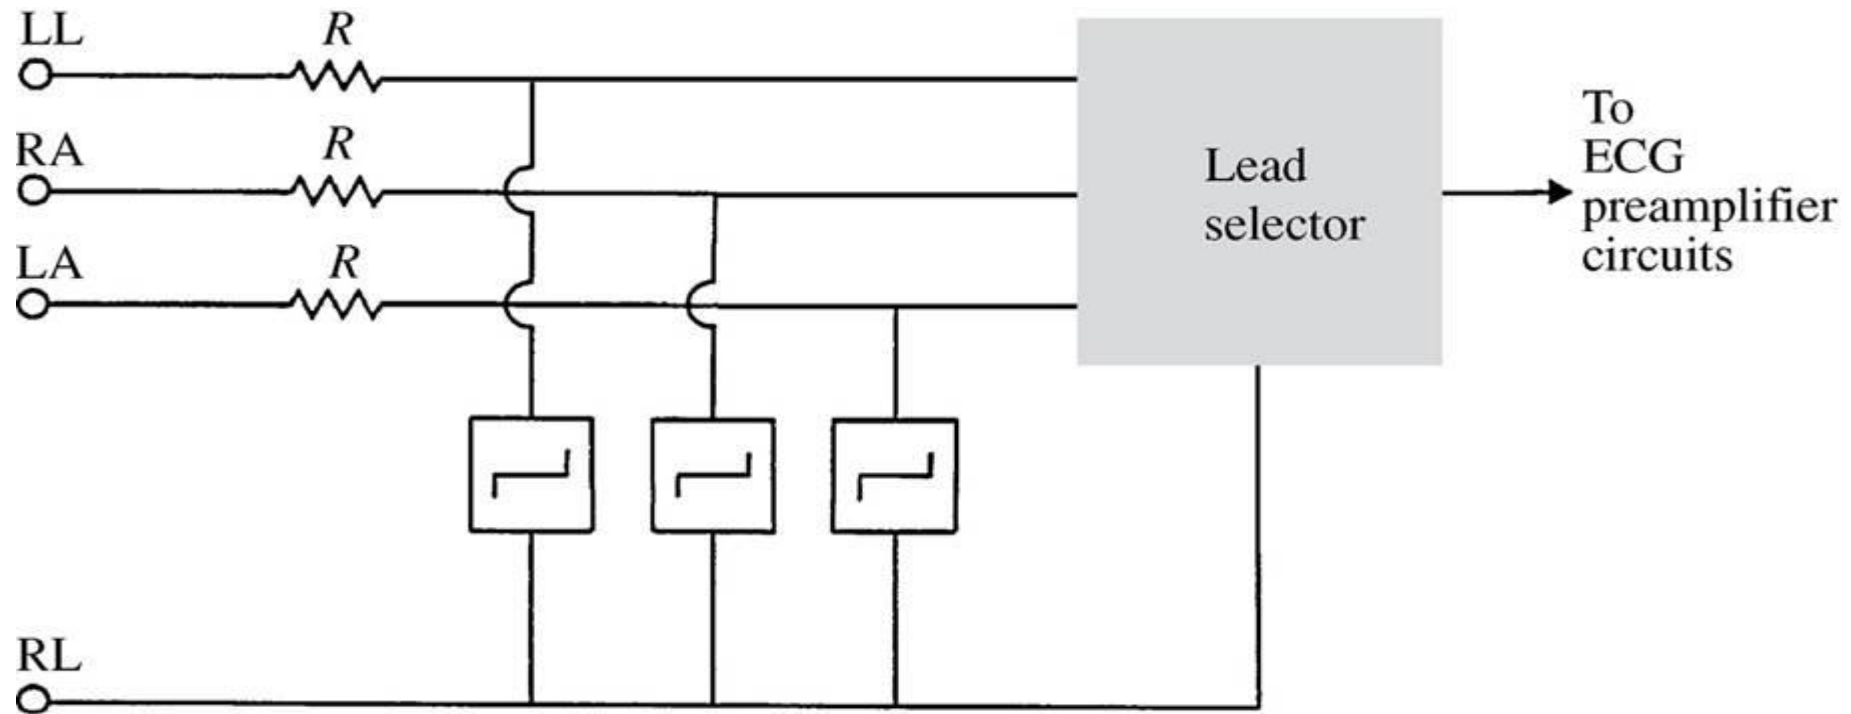 LL
R
RA
R
LA
R
RL
Lead
selector
To
ECG
preamplifier
circuits